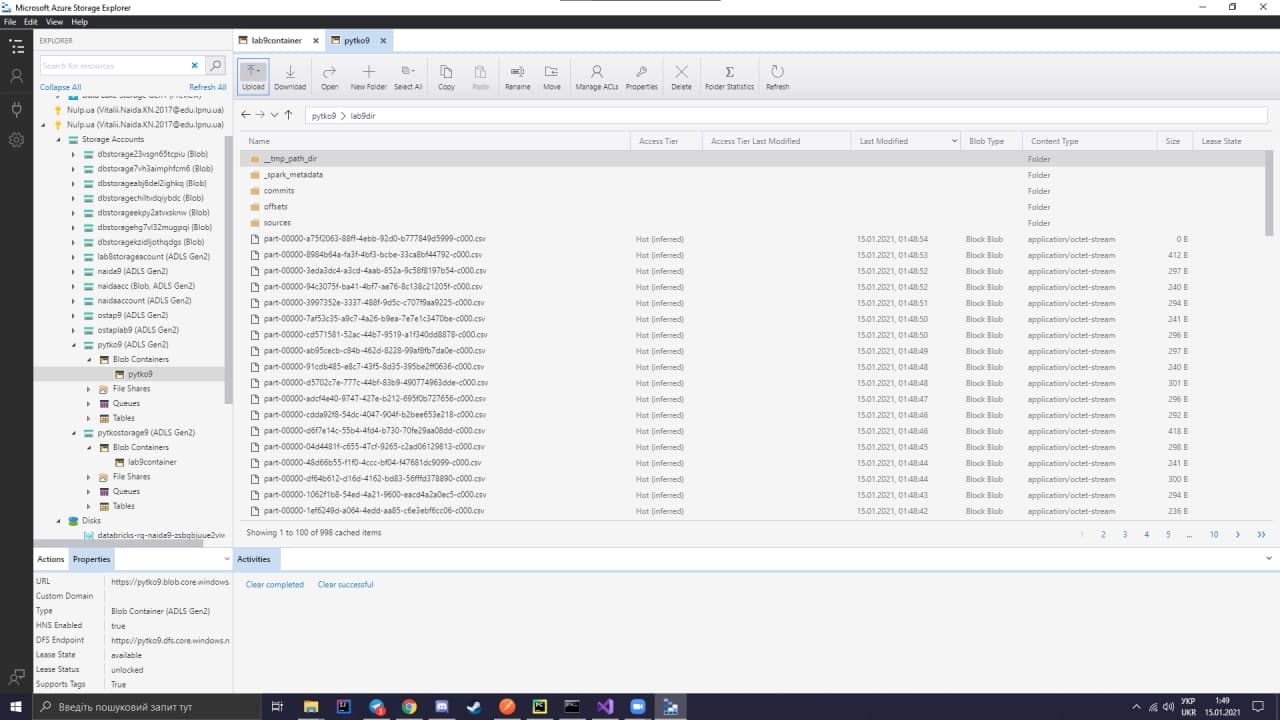 Microsoft Azure Storage Explorer
File Edit View Help
EXPLORER
Search for resources
Collapse All Refresh All
Nulp.ua (Vitalii.Naida.KN.2017@edu.lpnu.ua)
Nulp.ua (Vitalii.Naida.KN.2017@edu.lpnu.ua)
Storage Accounts
dbstorage23vsgn65tcpiu (Blob)
dbstorage7vh3aimphfcm6 (Blob)
dbstorageabj6del2ighkq (Blob)
dbstoragechiltvdqiybdc (Blob)
dbstorageekpy2atvxsknw (Blob)
dbstoragehg7vl32mugpqi (Blob)
dbstoragekzidljothqdgs (Blob)
lab8storageacount (ADLS Gen2)
naida9 (ADLS Gen2)
naidaacc (Blob, ADLS Gen2)
naidaaccount (ADLS Gen2)
ostap9 (ADLS Gen2)
ostaplab9 (ADLS Gen2)
pytko9 (ADLS Gen2)
Blob Containers
pytko9
File Shares
Queues
Tables
pytkostorage9 (ADLS Gen2)
Blob Containers
lab9container
File Shares
Queues
Tables
Disks
databricks-rg-naida9-zsbqbjuue2viv
lab9container pytko9
Upload Download Open New Folder Select All Copy Paste Rename Move Manage ACLs Properties Delete Folder Statistics Refresh
pytko9 lab9dir
Name Access Tier Access Tier Last Modified Last Modified Blob Type Content Type Size Lease State
__tmp_path_dir Folder
_spark_metadata Folder
commits Folder
offsets Folder
sources Folder
part-00000-a75f2063-88ff-4ebb-92d0-b777849d5999-c000.csv Hot (inferred) 15.01.2021, 01:48:54 Block Blob application/octet-stream 0 B
part-00000-8984b64a-fa3f-4bf3-bcbe-33ca8bf44792-c000.csv Hot (inferred) 15.01.2021, 01:48:53 Block Blob application/octet-stream 412 B
part-00000-3eda3dc4-a3cd-4aab-852a-9c58f8197b54-c000.csv Hot (inferred) 15.01.2021, 01:48:52 Block Blob application/octet-stream 297 B
part-00000-94c3075f-ba41-4bf7-ae76-8c138c21205f-c000.csv Hot (inferred) 15.01.2021, 01:48:52 Block Blob application/octet-stream 240 B
part-00000-3997352e-3337-488f-9d5c-c707f9aa9225-c000.csv Hot (inferred) 15.01.2021, 01:48:51 Block Blob application/octet-stream 294 B
part-00000-7af53c35-a9c7-4a26-b9ea-7e7e1c3470be-c000.csv Hot (inferred) 15.01.2021, 01:48:50 Block Blob application/octet-stream 241 B
part-00000-cd571581-52ac-44b7-9519-a1f340dd8878-c000.csv Hot (inferred) 15.01.2021, 01:48:50 Block Blob application/octet-stream 296 B
part-00000-ab95cecb-c84b-462d-8228-99af8fb7da0e-c000.csv Hot (inferred) 15.01.2021, 01:48:49 Block Blob application/octet-stream 297 B
part-00000-91cdb485-e8c7-43f5-8d35-395be2ff0636-c000.csv Hot (inferred) 15.01.2021, 01:48:48 Block Blob application/octet-stream 240 B
part-00000-d5702c7e-777c-44bf-83b9-490774963dde-c000.csv Hot (inferred) 15.01.2021, 01:48:48 Block Blob application/octet-stream 301 B
part-00000-adcf4e40-9747-427e-b212-695f0b727656-c000.csv Hot (inferred) 15.01.2021, 01:48:47 Block Blob application/octet-stream 296 B
part-00000-cdda92f8-54dc-4047-904f-b2bee653e218-c000.csv Hot (inferred) 15.01.2021, 01:48:46 Block Blob application/octet-stream 292 B
part-00000-d6f7e14c-55b4-4fd4-b730-70fe29aa08dd-c000.csv Hot (inferred) 15.01.2021, 01:48:46 Block Blob application/octet-stream 418 B
part-00000-04d4481f-c655-47cf-9265-c2ad06129813-c000.csv Hot (inferred) 15.01.2021, 01:48:45 Block Blob application/octet-stream 298 B
part-00000-48d66b55-f1f0-4ccc-bf04-f47681dc9099-c000.csv Hot (inferred) 15.01.2021, 01:48:44 Block Blob application/octet-stream 241 B
part-00000-df64b612-d16d-4162-bd83-56fffd378890-c000.csv Hot (inferred) 15.01.2021, 01:48:44 Block Blob application/octet-stream 300 B
part-00000-1062f1b8-54ed-4a21-9600-eacd4a2a0ec5-c000.csv Hot (inferred) 15.01.2021, 01:48:43 Block Blob application/octet-stream 294 B
part-00000-1ef6249d-a064-4edd-aa85-c6e3ebf6cc06-c000.csv Hot (inferred) 15.01.2021, 01:48:42 Block Blob application/octet-stream 236 B
Showing 1 to 100 of 998 cached items 1 2 3 4 5 ... 10
Actions Properties
URL https://pytko9.blob.core.windows.
Custom Domain
Type Blob Container (ADLS Gen2)
HNS Enabled true
DFS Endpoint https://pytko9.dfs.core.windows.n
Lease State available
Lease Status unlocked
Supports Tags True
Activities
Clear completed Clear successful
Введіть пошуковий запит тут
УКР
UKR
1:49
15.01.2021